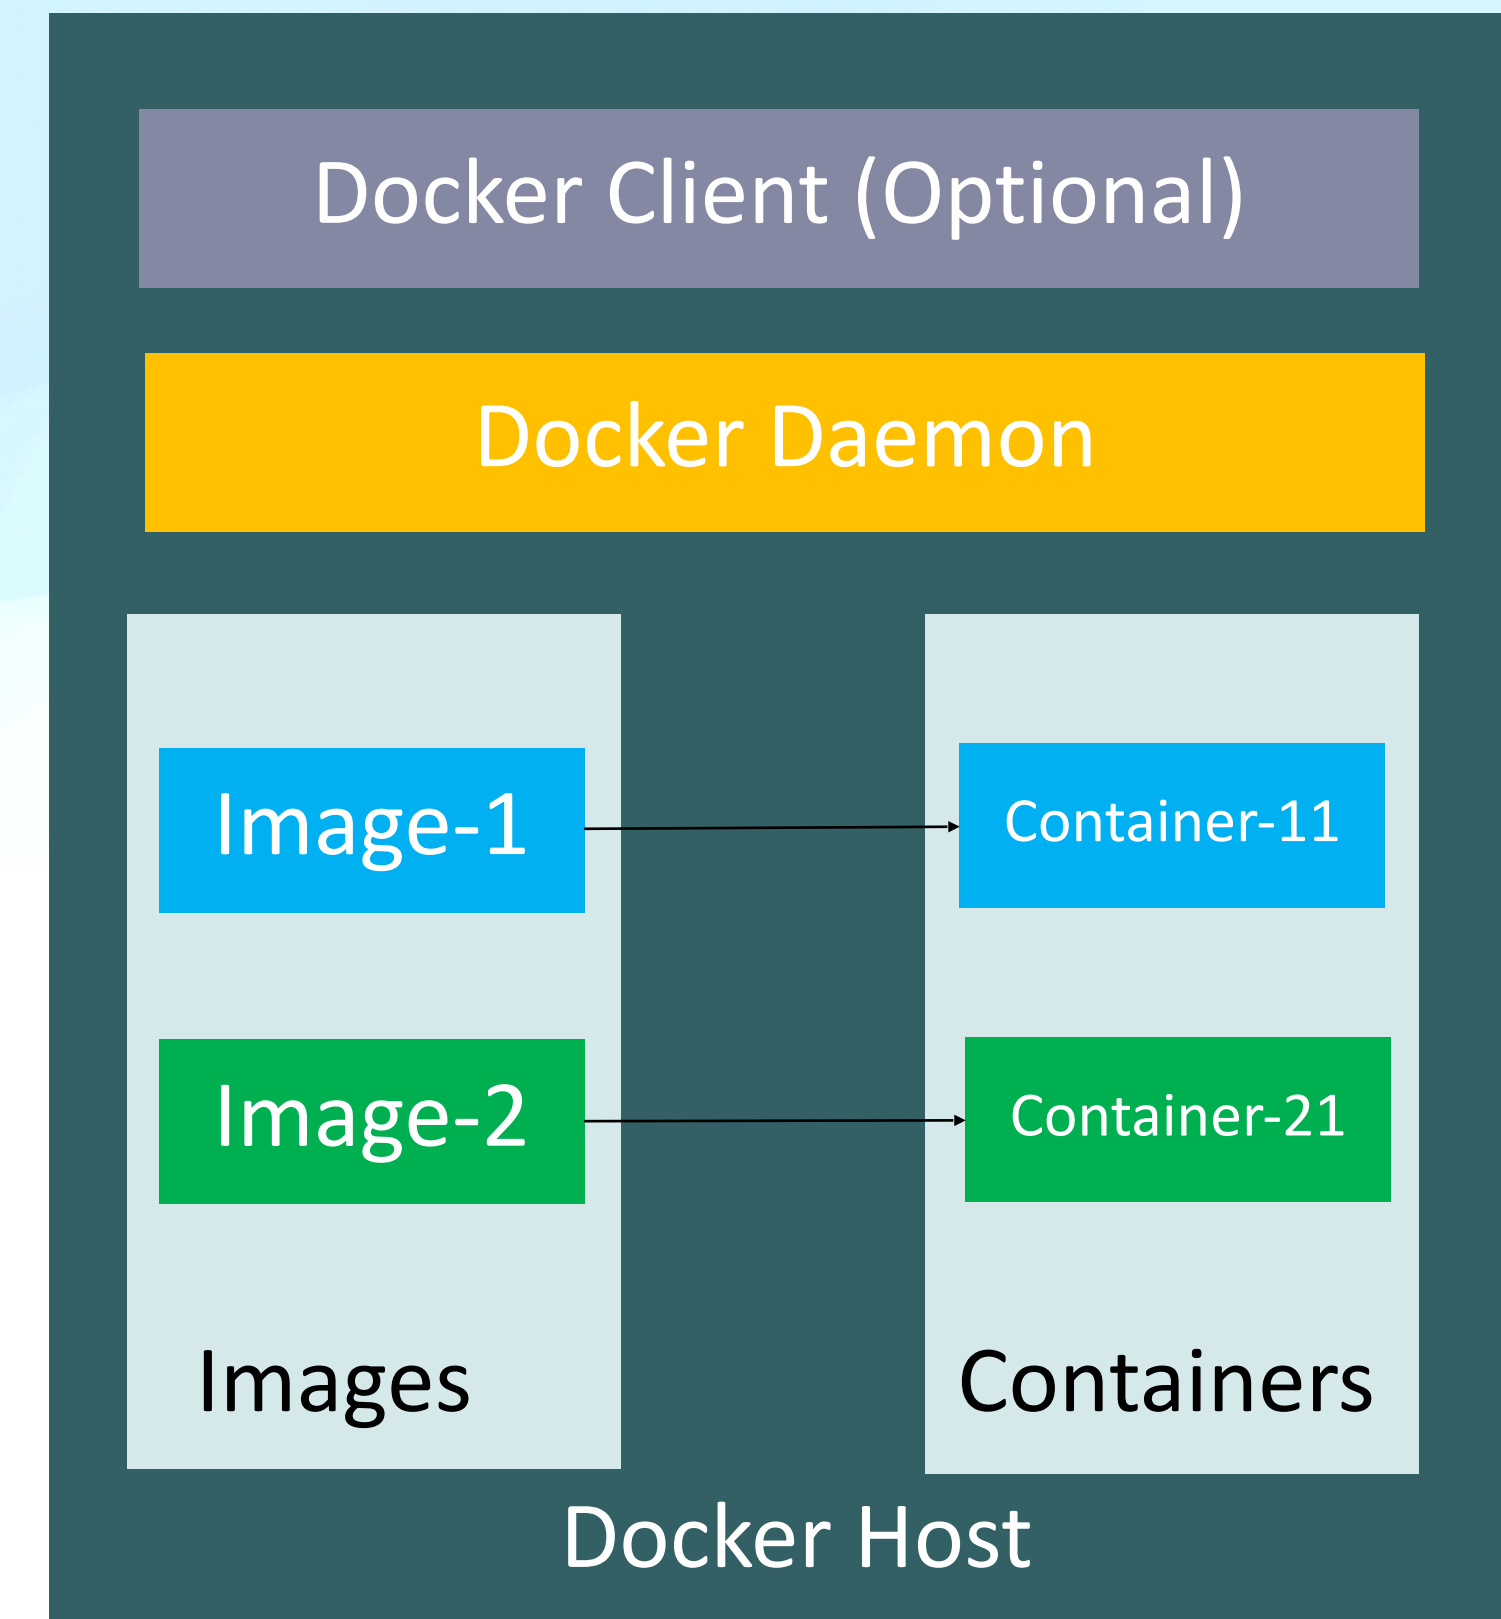 Docker Client (Optional)
Docker Daemon
Image-1
Container-11
Image-2
Container-21
Images
Containers
Docker Host